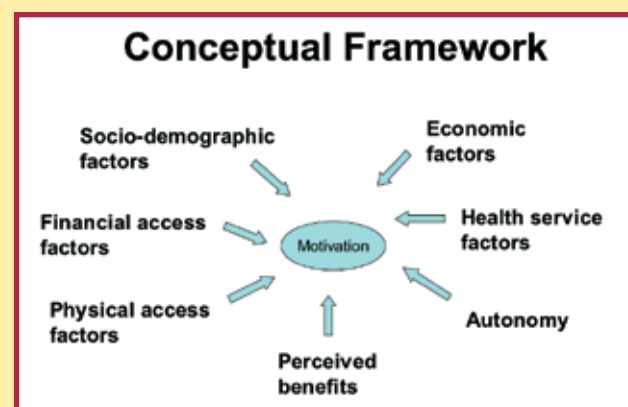 Conceptual Framework
Socio-demographic
factors
Economic
factors
Financial access
factors
Motivation
Health service
factors
Physical access
factors
Autonomy
Perceived
benefits